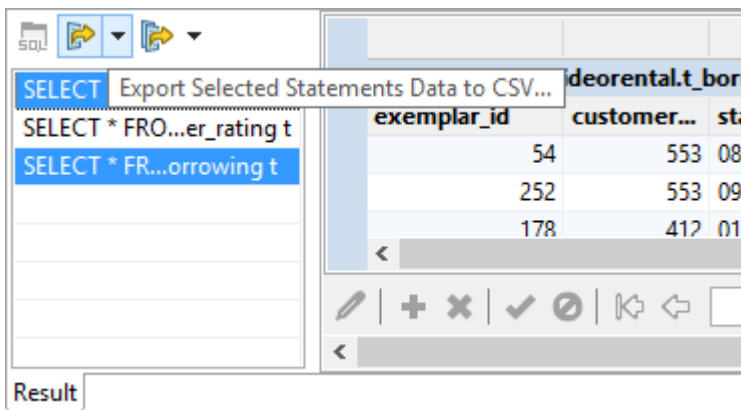 SQL
SELECT
Export Selected Statements Data to CSV...
SELECT * FRO...er_rating t
SELECT * FR...orrowing t
ideorental.t_bor
exemplar_id customer... sta
54 553 08
252 553 09
178 412 01
Result